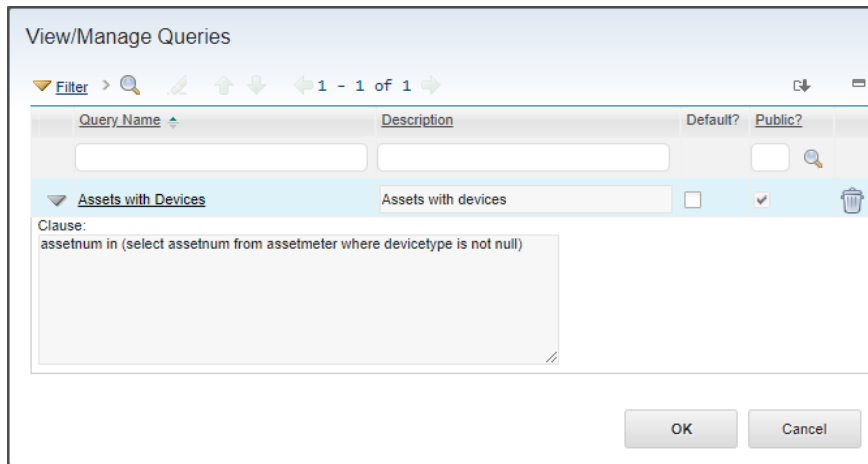 View/Manage Queries
Filter > 1 - 1 of 1
Query Name Description Default? Public?
Assets with Devices Assets with devices
Clause:
assetnum in (select assetnum from assetmeter where devicetype is not null)
OK Cancel